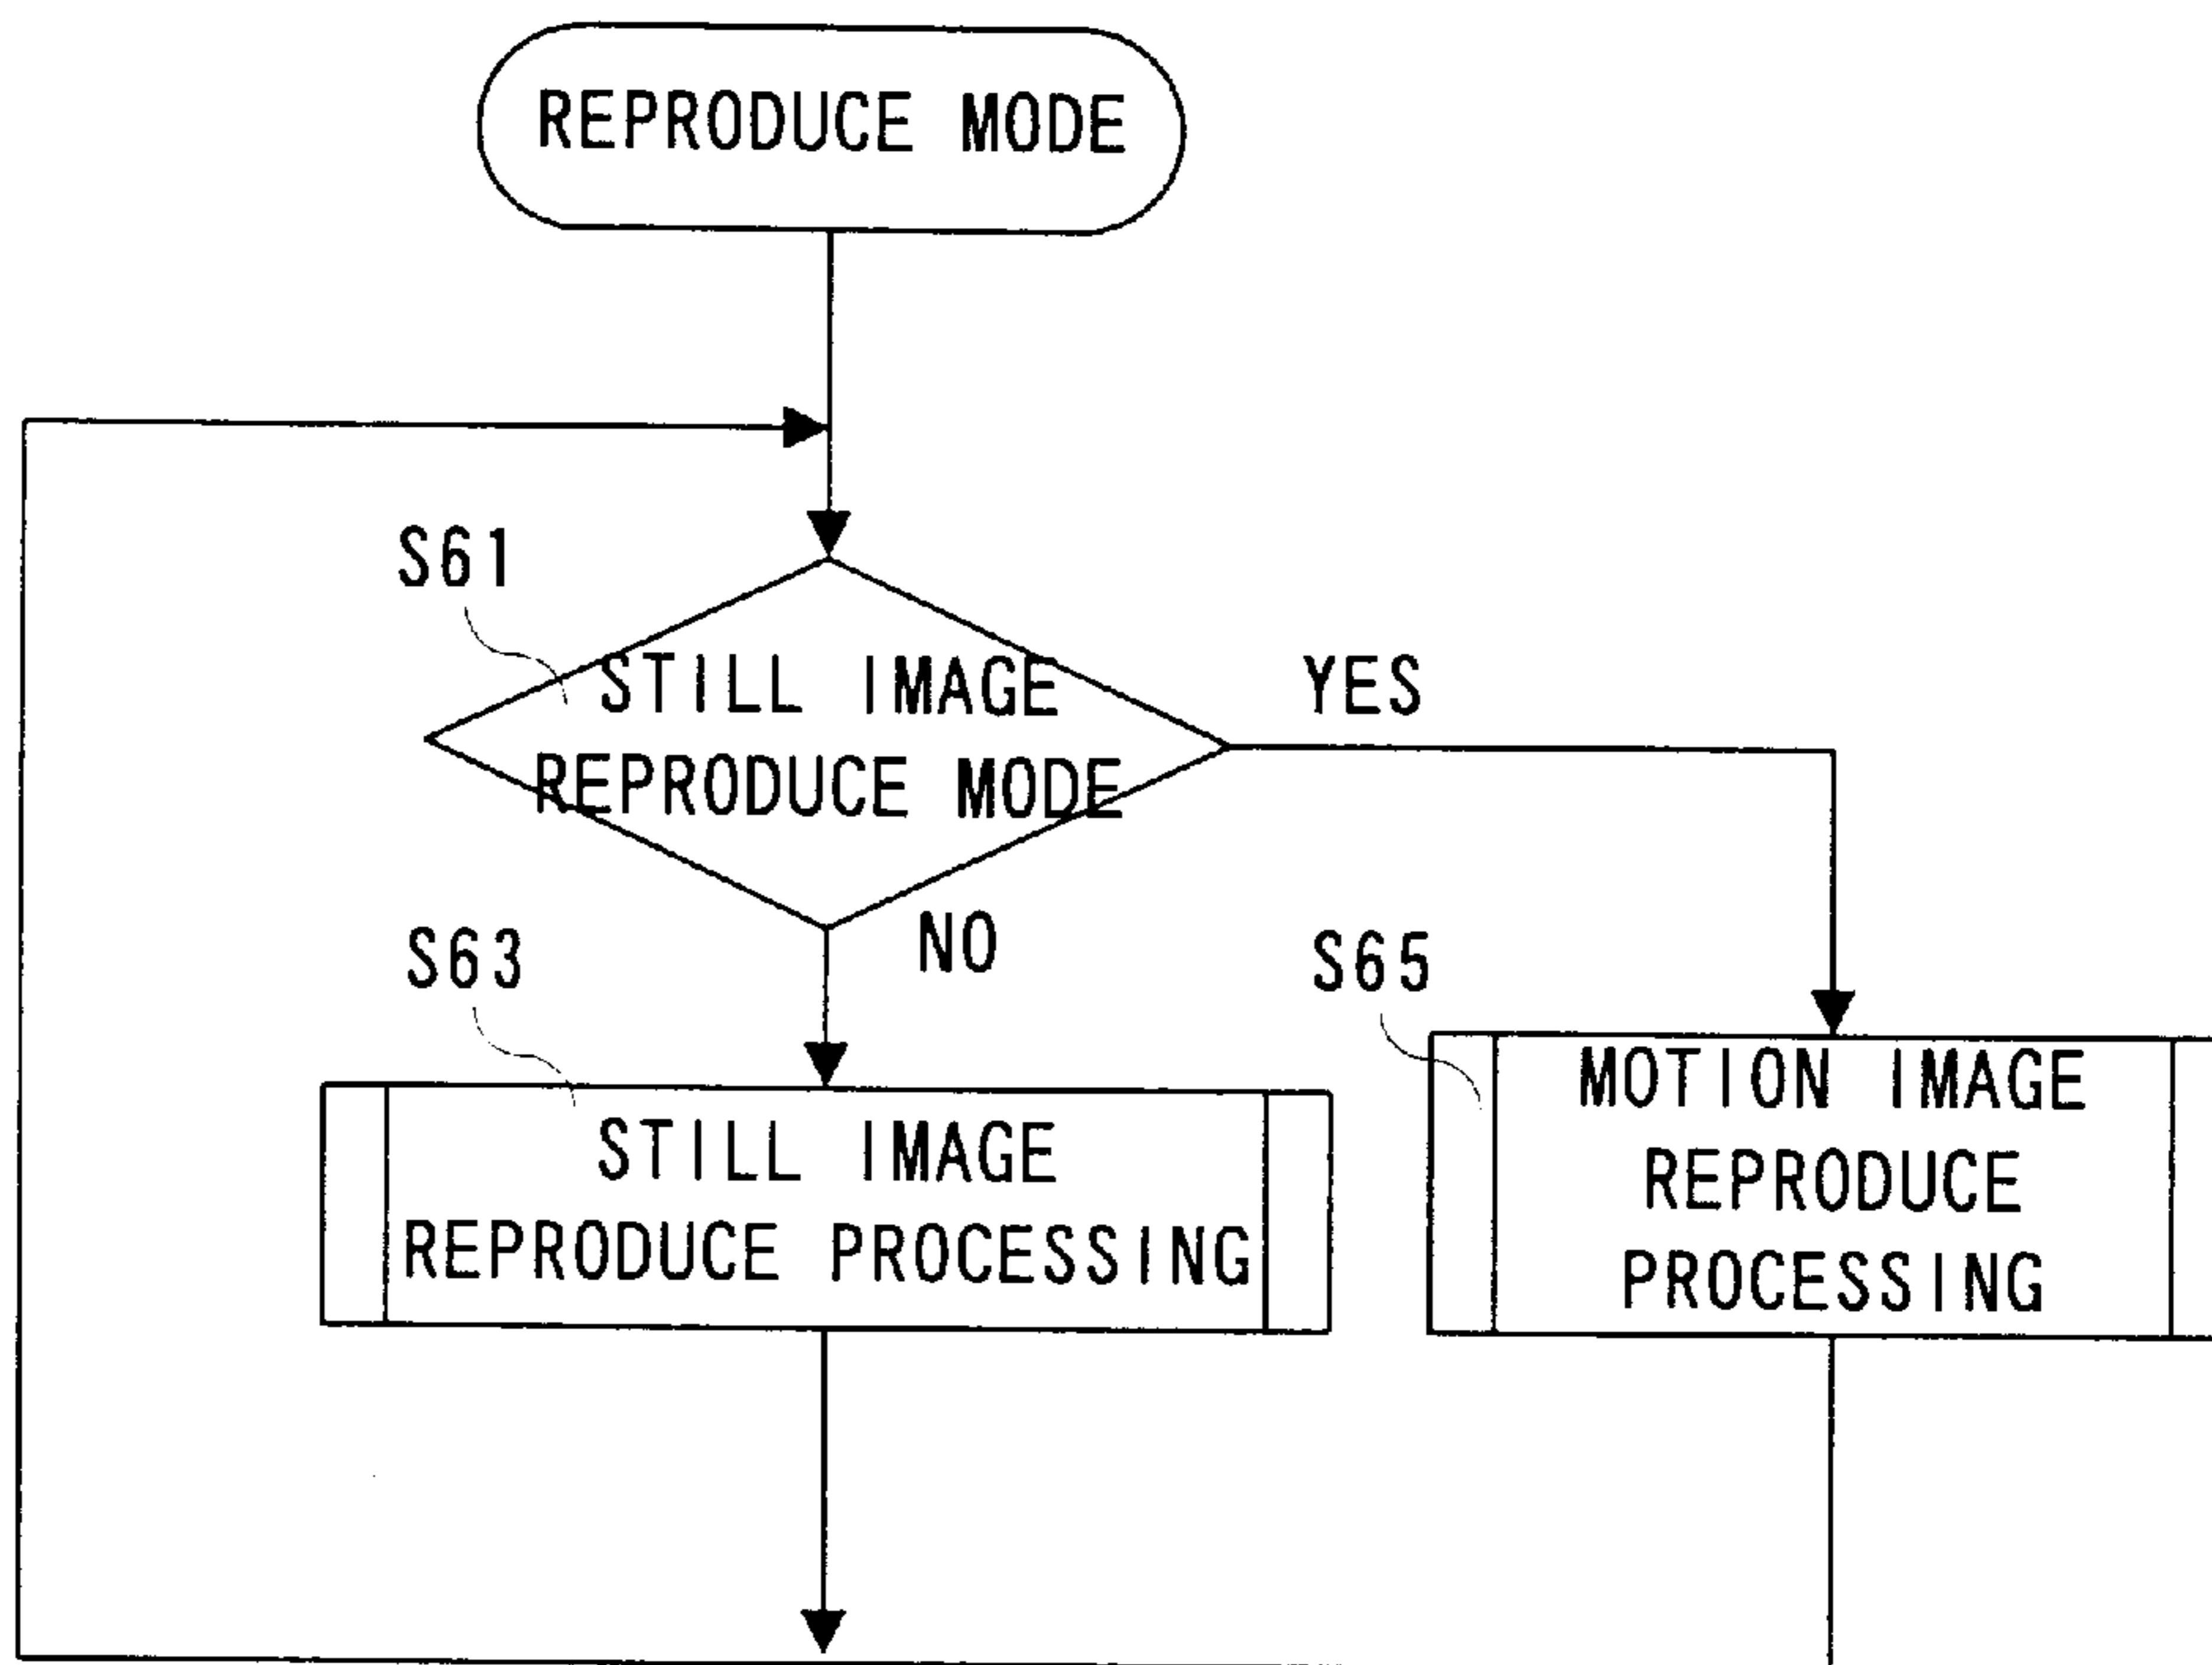 REPRODUCE MODE
S61
STILL IMAGE
REPRODUCE MODE
YES
NO
S63
STILL IMAGE
REPRODUCE PROCESSING
S65
MOTION IMAGE
REPRODUCE
PROCESSING